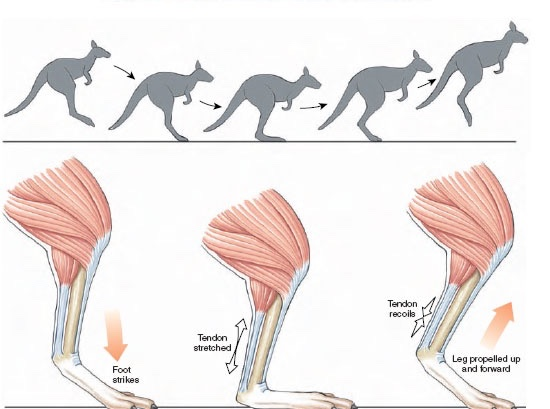 Foot
strikes
Tendon
stretched
Tendon
recoils
Leg propelled up
and forward